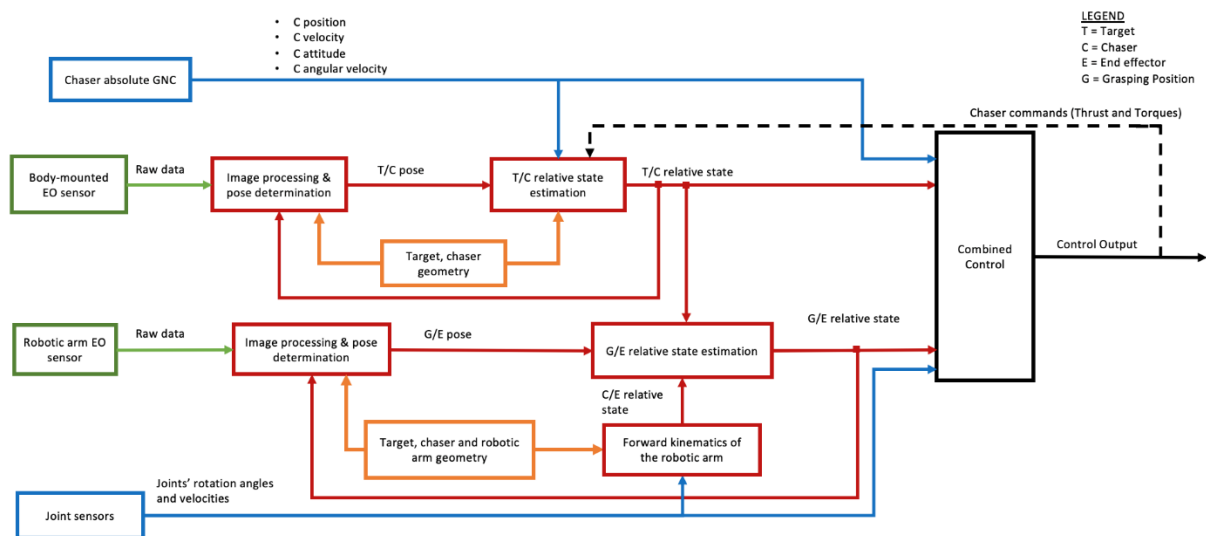 • C position
• C velocity
• C attitude
• C angular velocity
LEGEND
T = Target
C = Chaser
E = End effector
G = Grasping Position
Chaser absolute GNC
Chaser commands (Thrust and Torques)
Body-mounted
EO sensor
Raw data
Image processing &
pose determination
T/C pose
T/C relative state
estimation
T/C relative state
Target, chaser
geometry
Combined
Control
Control Output
Robotic arm EO
sensor
Raw data
Image processing & pose
determination
G/E pose
G/E relative state estimation
G/E relative state
C/E relative
state
Target, chaser and robotic
arm geometry
Forward kinematics of
the robotic arm
Joints’ rotation angles
and velocities
Joint sensors